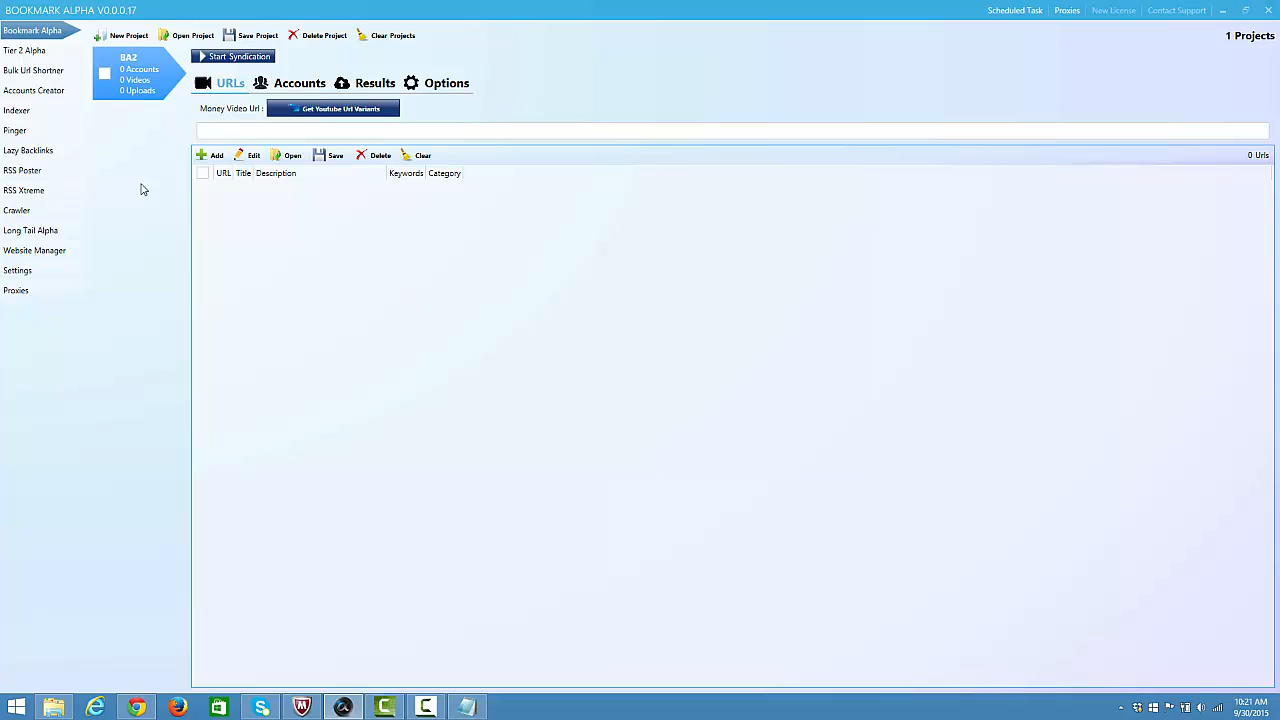 BOOKMARK ALPHA V0.0.0.17
Scheduled Task Proxies New License Contact Support
Bookmark Alpha
Tier 2 Alpha
Bulk Url Shortner
Accounts Creator
Indexer
Pinger
Lazy Backlinks
RSS Poster
RSS Xtreme
Crawler
Long Tail Alpha
Website Manager
Settings
Proxies
New Project Open Project Save Project Delete Project Clear Projects
1 Projects
BA2
0 Accounts
0 Videos
0 Uploads
Start Syndication
URLs Accounts Results Options
Money Video Url : Get Youtube Url Variants
Add Edit Open Save Delete Clear
0 Urls
URL Title Description Keywords Category
10:21 AM
9/30/2015